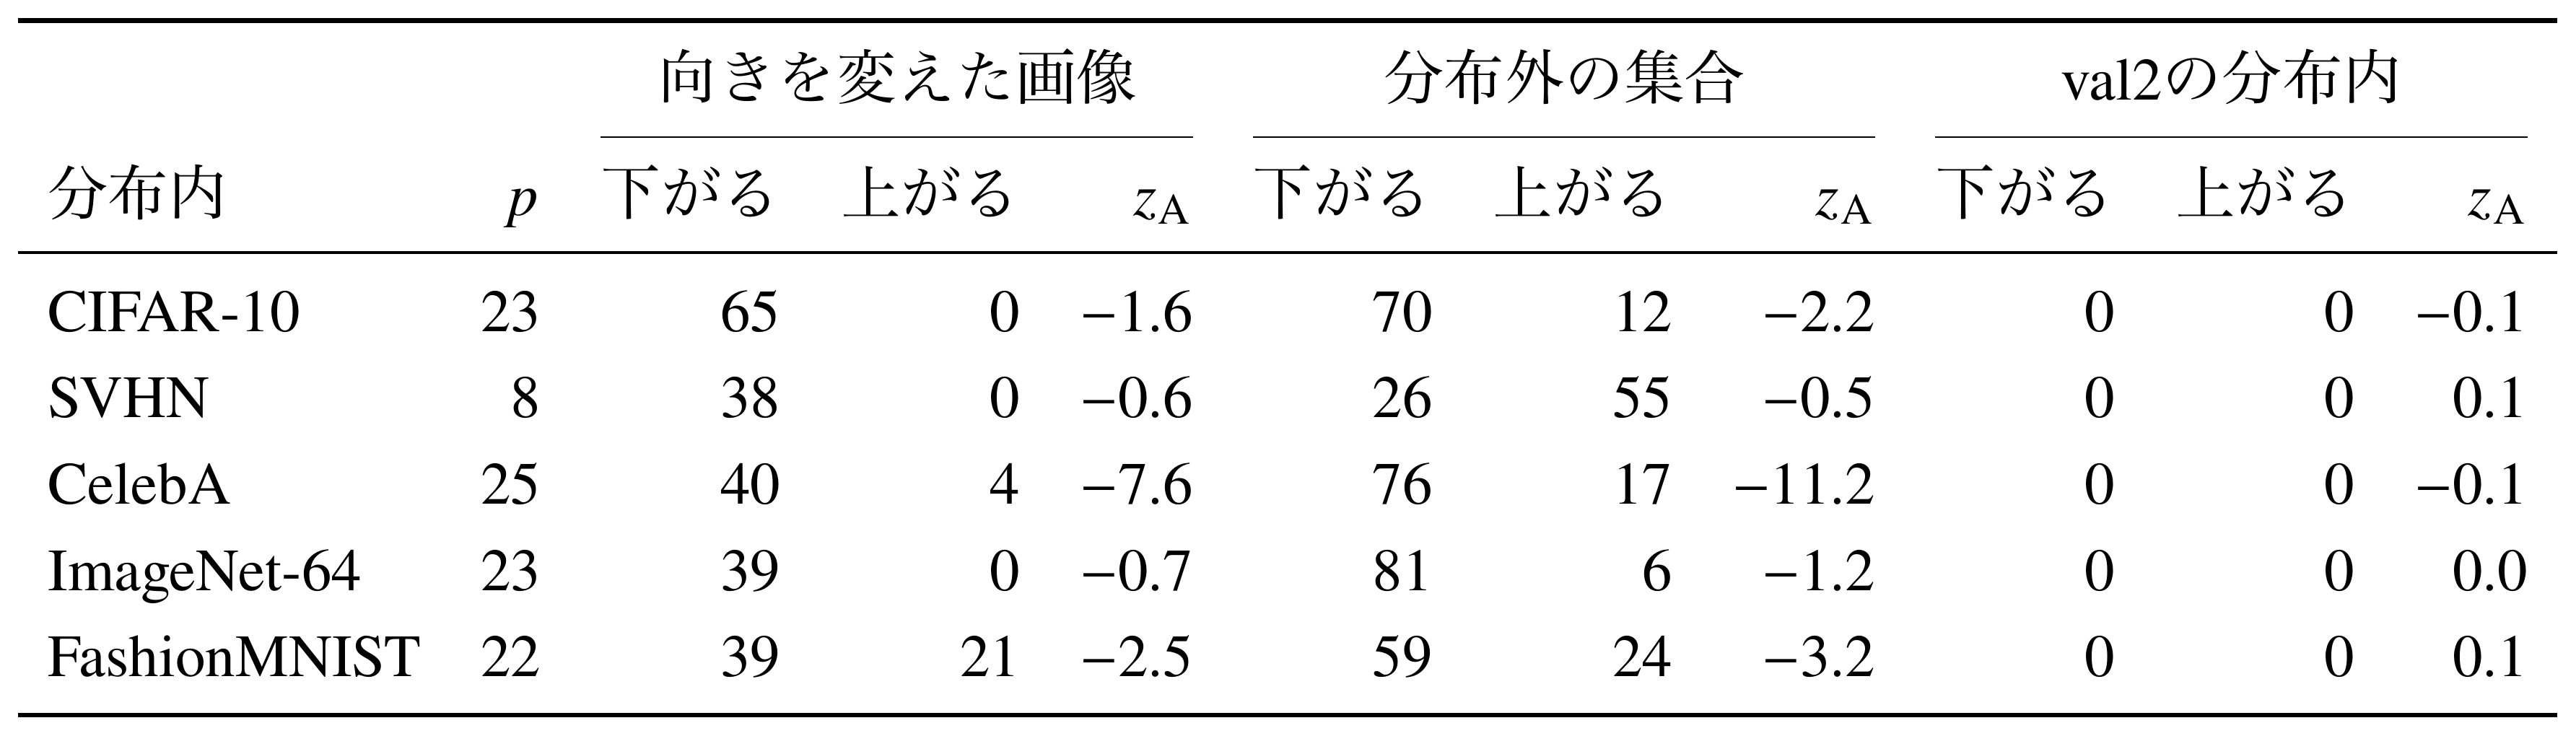 向きを変えた画像 分布外の集合 val2の分布内
分布内 p 下がる 上がる zA 下がる 上がる zA 下がる 上がる zA
CIFAR-10 23 65 0 −1.6 70 12 −2.2 0 0 −0.1
SVHN 8 38 0 −0.6 26 55 −0.5 0 0 0.1
CelebA 25 40 4 −7.6 76 17 −11.2 0 0 −0.1
ImageNet-64 23 39 0 −0.7 81 6 −1.2 0 0 0.0
FashionMNIST 22 39 21 −2.5 59 24 −3.2 0 0 0.1